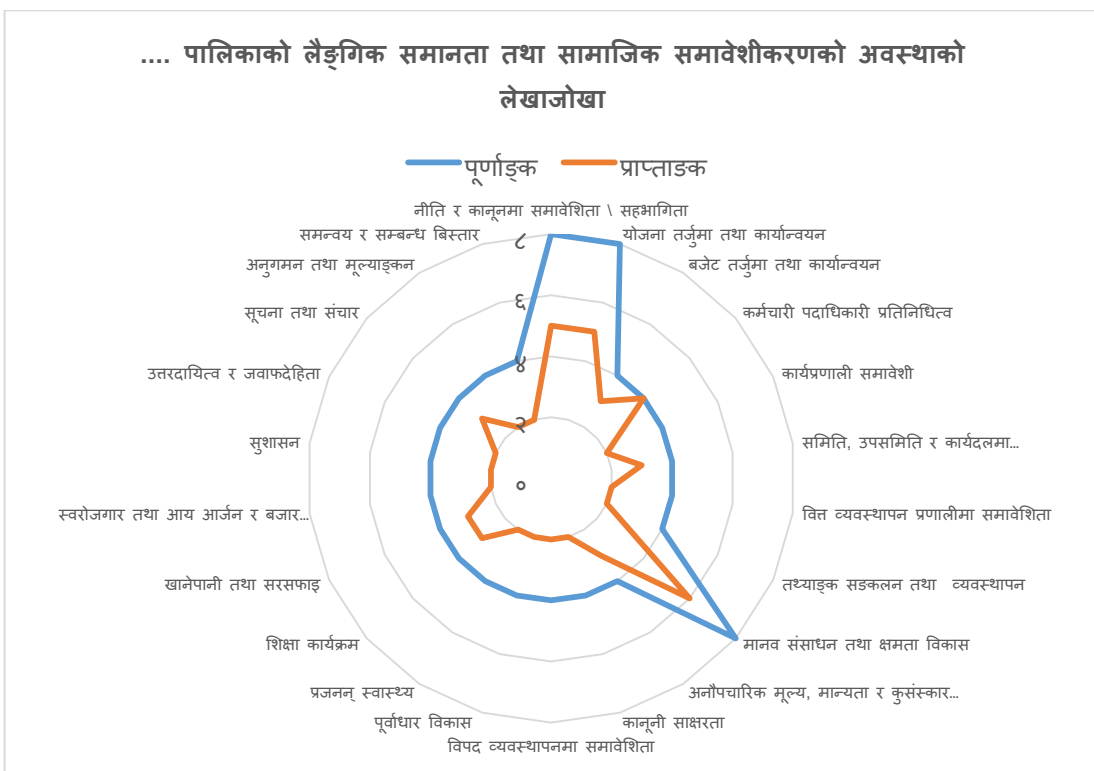 .... पालिकाको लैङ्गिक समानता तथा सामाजिक समावेशीकरणको अवस्थाको
लेखाजोखा
पूर्णाङ्क प्राप्ताङक
नीति र कानूनमा समावेशिता \ सहभागिता
योजना तर्जुमा तथा कार्यान्वयन
बजेट तर्जुमा तथा कार्यान्वयन
कर्मचारी पदाधिकारी प्रतिनिधित्व
कार्यप्रणाली समावेशी
समिति, उपसमिति र कार्यदलमा...
वित्त व्यवस्थापन प्रणालीमा समावेशिता
तथ्याङ्क सङकलन तथा व्यवस्थापन
मानव संसाधन तथा क्षमता विकास
अनौपचारिक मूल्य, मान्यता र कुसंस्कार...
कानूनी साक्षरता
विपद व्यवस्थापनमा समावेशिता
पूर्वाधार विकास
प्रजनन् स्वास्थ्य
शिक्षा कार्यक्रम
खानेपानी तथा सरसफाइ
स्वरोजगार तथा आय आर्जन र बजार...
सुशासन
उत्तरदायित्व र जवाफदेहिता
सूचना तथा संचार
अनुगमन तथा मूल्याङ्कन
समन्वय र सम्बन्ध बिस्तार
८
६
४
२
०